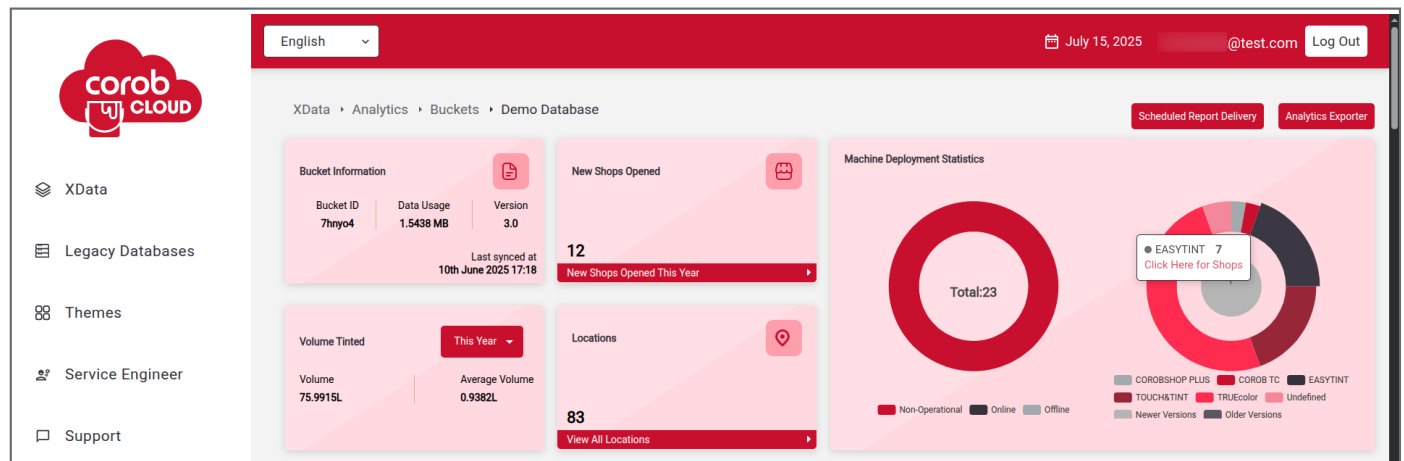 corob
CLOUD
XData
Legacy Databases
Themes
Service Engineer
Support
English
July 15, 2025
@test.com
Log Out
XData › Analytics › Buckets › Demo Database
Scheduled Report Delivery
Analytics Exporter
Bucket Information
Bucket ID Data Usage Version
7hnyo4 1.5438 MB 3.0
Last synced at
10th June 2025 17:18
New Shops Opened
12
New Shops Opened This Year
Volume Tinted
This Year
Volume Average Volume
75.9915L 0.9382L
Locations
83
View All Locations
Machine Deployment Statistics
Total:23
Non-Operational Online Offline
EASYTINT 7
Click Here for Shops
COROBSHOP PLUS COROB TC EASYTINT
TOUCH&TINT TRUEcolor Undefined
Newer Versions Older Versions